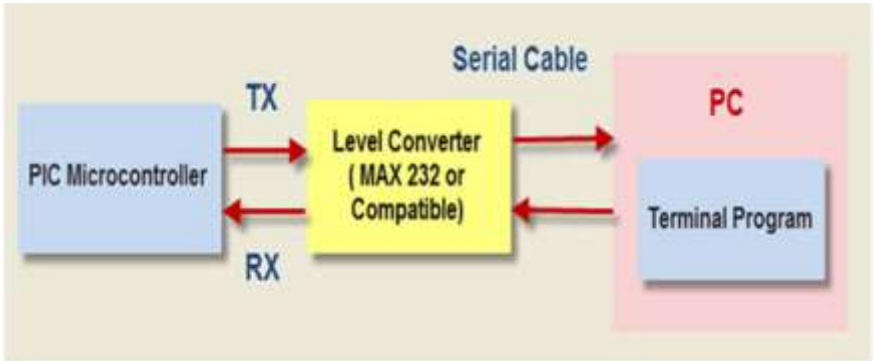 Serial Cable
TX
PC
PIC Microcontroller
Level Converter
( MAX 232 or
Compatible)
Terminal Program
RX